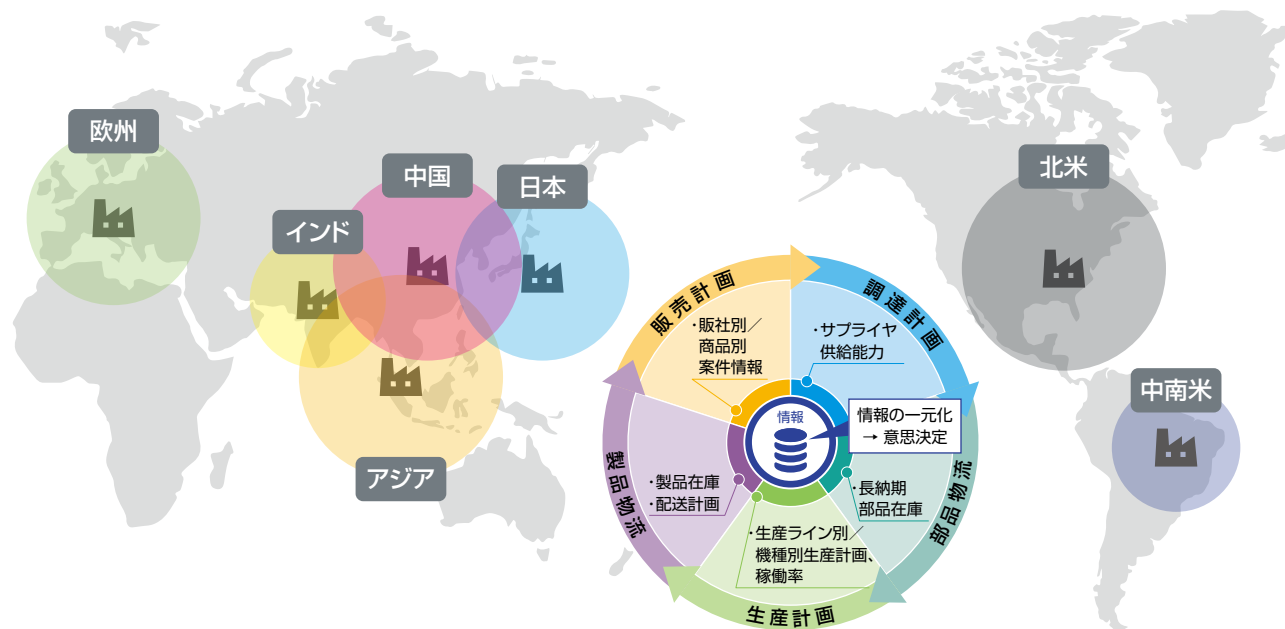 欧州
中国
日本
インド
アジア
北米
中南米
販売計画
調達計画
部品物流
生産計画
製品物流
・販社別／
商品別
案件情報
・サプライヤ
供給能力
情報
情報の一元化
→ 意思決定
・長納期
部品在庫
・生産ライン別／
機種別生産計画、
稼働率
・製品在庫
・配送計画